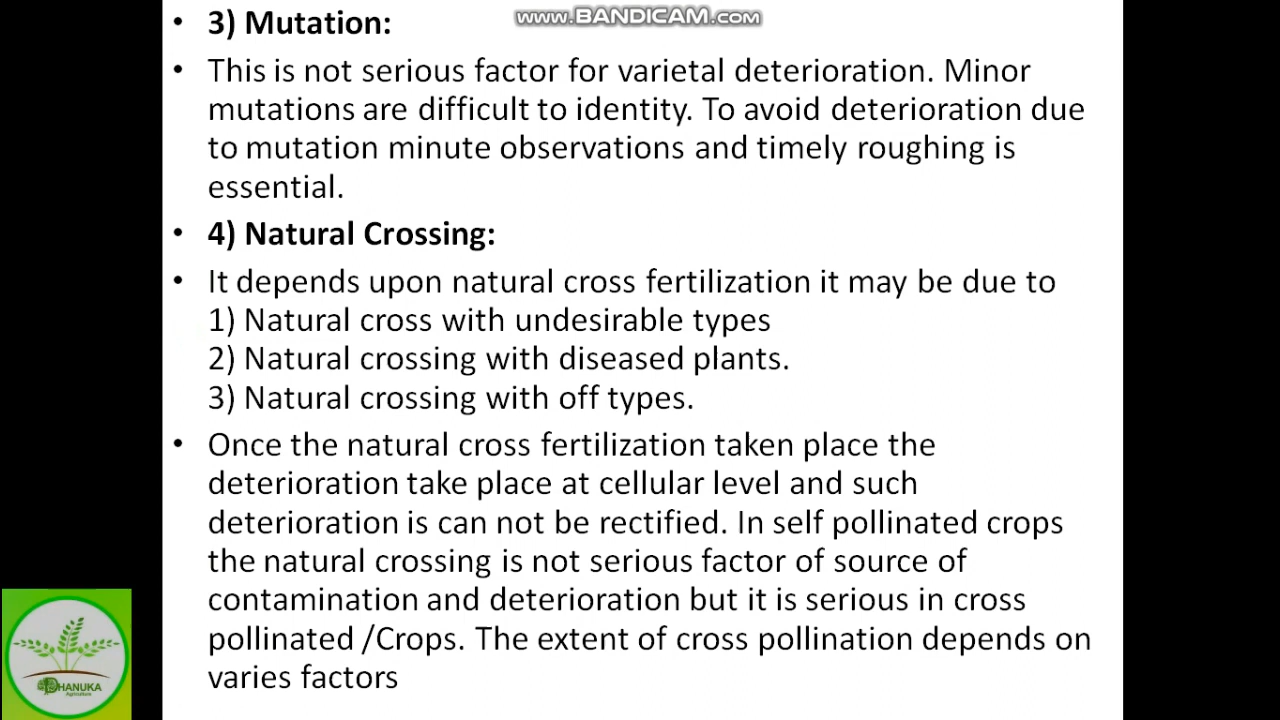 www.BANDICAM.com
• 3) Mutation:
• This is not serious factor for varietal deterioration. Minor
mutations are difficult to identity. To avoid deterioration due
to mutation minute observations and timely roughing is
essential.
• 4) Natural Crossing:
• It depends upon natural cross fertilization it may be due to
1) Natural cross with undesirable types
2) Natural crossing with diseased plants.
3) Natural crossing with off types.
• Once the natural cross fertilization taken place the
deterioration take place at cellular level and such
deterioration is can not be rectified. In self pollinated crops
the natural crossing is not serious factor of source of
contamination and deterioration but it is serious in cross
pollinated /Crops. The extent of cross pollination depends on
varies factors
DHANUKA
Agriculture